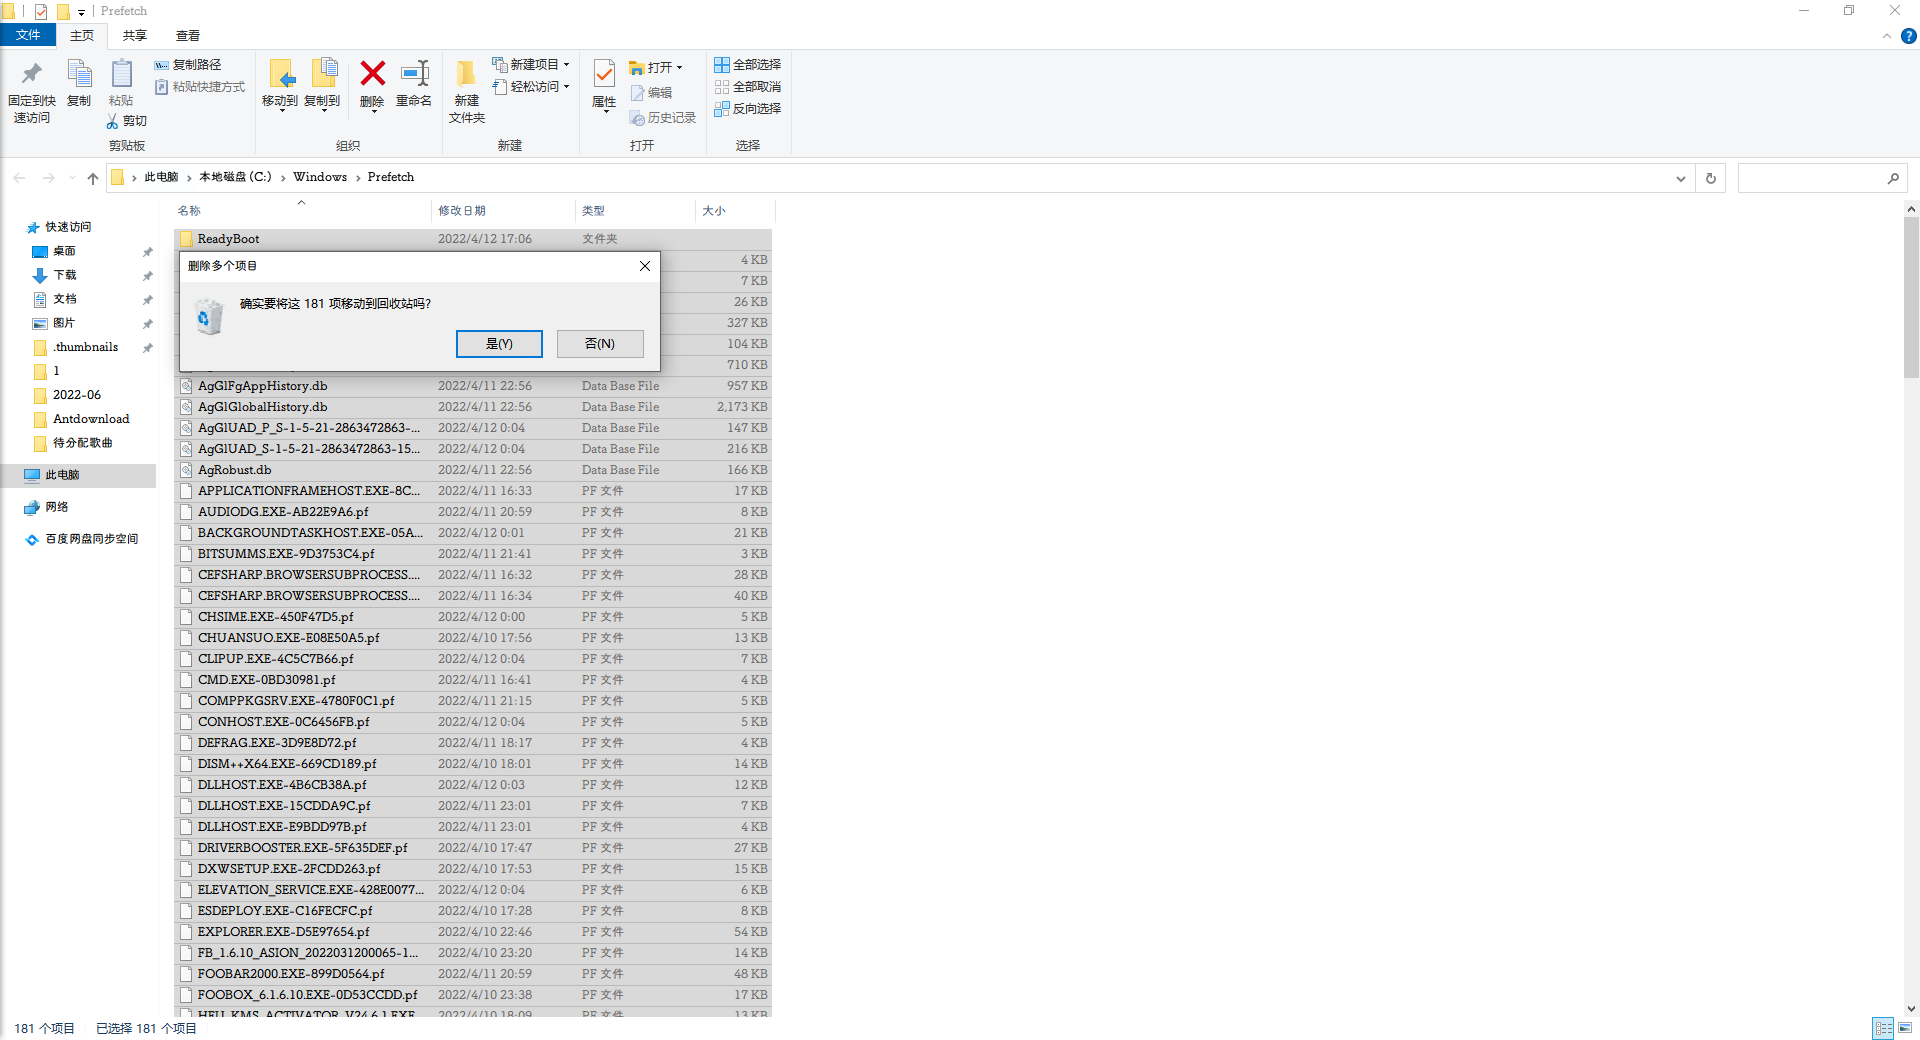 Prefetch
文件 主页 共享 查看
固定到快速访问
复制
粘贴
复制路径
粘贴快捷方式
剪切
剪贴板
移动到
复制到
删除
重命名
组织
新建文件夹
新建项目
轻松访问
新建
属性
打开
编辑
历史记录
打开
全部选择
全部取消
反向选择
选择
此电脑 › 本地磁盘 (C:) › Windows › Prefetch
快速访问
桌面
下载
文档
图片
.thumbnails
1
2022-06
Antdownload
待分配歌曲
此电脑
网络
百度网盘同步空间
名称 修改日期 类型 大小
ReadyBoot 2022/4/12 17:06 文件夹
删除多个项目
确实要将这 181 项移动到回收站吗?
是(Y) 否(N)
4 KB
7 KB
26 KB
327 KB
104 KB
710 KB
AgGlFgAppHistory.db 2022/4/11 22:56 Data Base File 957 KB
AgGlGlobalHistory.db 2022/4/11 22:56 Data Base File 2,173 KB
AgGlUAD_P_S-1-5-21-2863472863-... 2022/4/12 0:04 Data Base File 147 KB
AgGlUAD_S-1-5-21-2863472863-15... 2022/4/12 0:04 Data Base File 216 KB
AgRobust.db 2022/4/11 22:56 Data Base File 166 KB
APPLICATIONFRAMEHOST.EXE-8C... 2022/4/11 16:33 PF 文件 17 KB
AUDIODG.EXE-AB22E9A6.pf 2022/4/11 20:59 PF 文件 8 KB
BACKGROUNDTASKHOST.EXE-05A... 2022/4/12 0:01 PF 文件 21 KB
BITSUMMS.EXE-9D3753C4.pf 2022/4/11 21:41 PF 文件 3 KB
CEFSHARP.BROWSERSUBPROCESS.... 2022/4/11 16:32 PF 文件 28 KB
CEFSHARP.BROWSERSUBPROCESS.... 2022/4/11 16:34 PF 文件 40 KB
CHSIME.EXE-450F47D5.pf 2022/4/12 0:00 PF 文件 5 KB
CHUANSUO.EXE-E08E50A5.pf 2022/4/10 17:56 PF 文件 13 KB
CLIPUP.EXE-4C5C7B66.pf 2022/4/12 0:04 PF 文件 7 KB
CMD.EXE-0BD30981.pf 2022/4/11 16:41 PF 文件 4 KB
COMPPKGSRV.EXE-4780F0C1.pf 2022/4/11 21:15 PF 文件 5 KB
CONHOST.EXE-0C6456FB.pf 2022/4/12 0:04 PF 文件 5 KB
DEFRAG.EXE-3D9E8D72.pf 2022/4/11 18:17 PF 文件 4 KB
DISM++X64.EXE-669CD189.pf 2022/4/10 18:01 PF 文件 14 KB
DLLHOST.EXE-4B6CB38A.pf 2022/4/12 0:03 PF 文件 12 KB
DLLHOST.EXE-15CDDA9C.pf 2022/4/11 23:01 PF 文件 7 KB
DLLHOST.EXE-E9BDD97B.pf 2022/4/11 23:01 PF 文件 4 KB
DRIVERBOOSTER.EXE-5F635DEF.pf 2022/4/10 17:47 PF 文件 27 KB
DXWSETUP.EXE-2FCDD263.pf 2022/4/10 17:53 PF 文件 15 KB
ELEVATION_SERVICE.EXE-428E0077... 2022/4/12 0:04 PF 文件 6 KB
ESDEPLOY.EXE-C16FECFC.pf 2022/4/10 17:28 PF 文件 8 KB
EXPLORER.EXE-D5E97654.pf 2022/4/10 22:46 PF 文件 54 KB
FB_1.6.10_ASION_2022031200065-1... 2022/4/10 23:20 PF 文件 14 KB
FOOBAR2000.EXE-899D0564.pf 2022/4/11 20:59 PF 文件 48 KB
FOOBOX_6.1.6.10.EXE-0D53CCDD.pf 2022/4/10 23:38 PF 文件 17 KB
HEU_KMS_ACTIVATOR_V24.6.1.EXE... 2022/4/10 18:09 PF 文件 13 KB
181 个项目 已选择 181 个项目